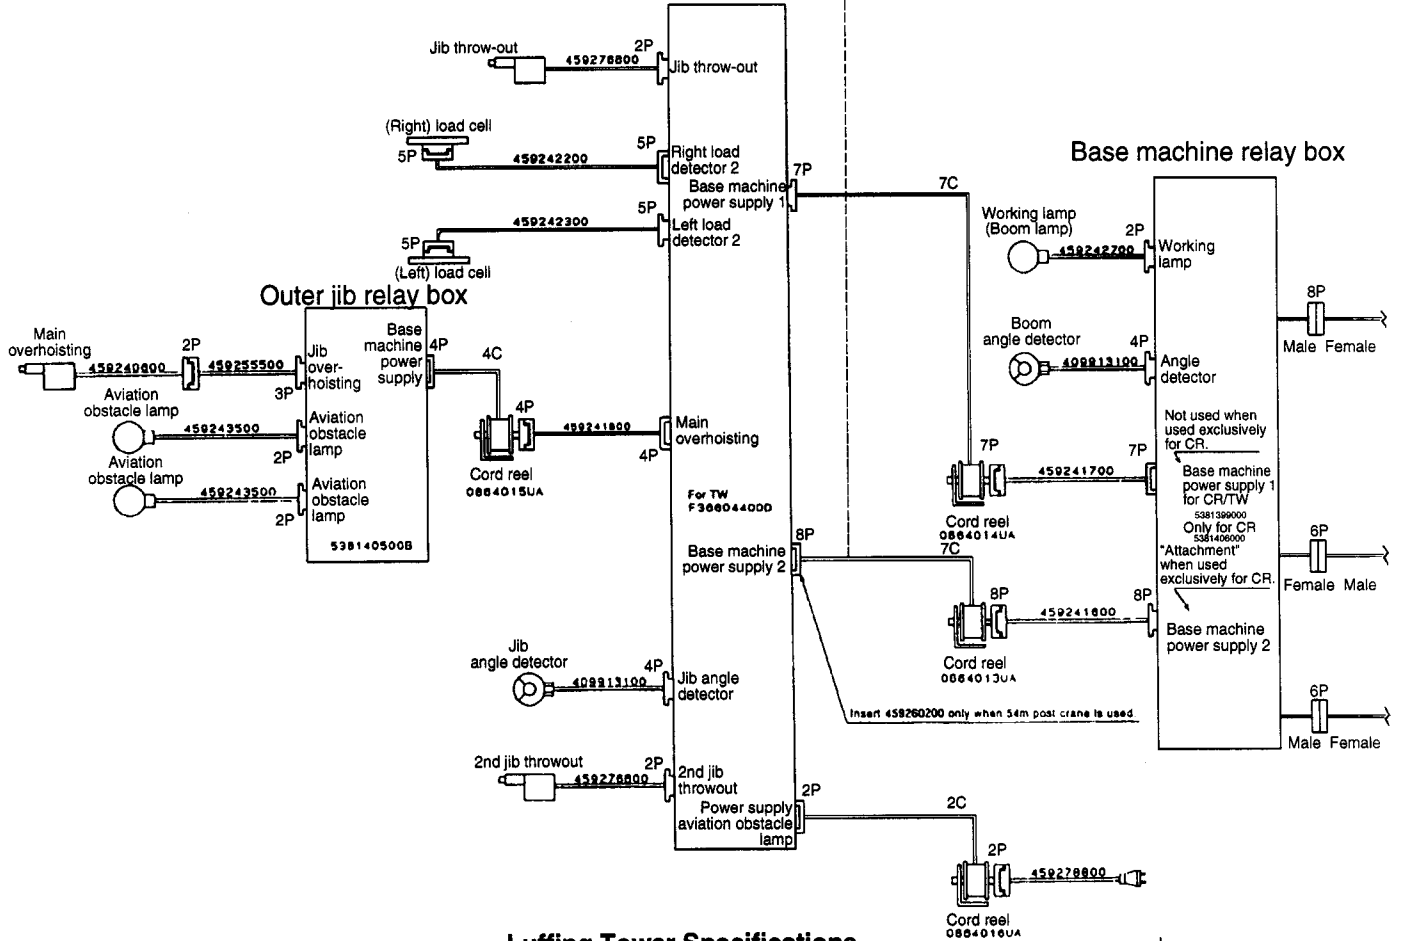 Jib throw-out
2P
459276800
Jib throw-out
(Right) load cell
5P
459242200
5P
Right load
detector 2
Base machine
power supply 1
7P
7C
5P
459242300
5P
Left load
detector 2
(Left) load cell
Outer jib relay box
Main
overhoisting
459240800
2P
459255500
3P
Jib
over-
hoisting
Base
machine
power
supply
4P
4C
Aviation
obstacle lamp
459243500
2P
Aviation
obstacle
lamp
Aviation
obstacle lamp
459243500
2P
Aviation
obstacle
lamp
538140500B
4P
459241800
4P
Main
overhoisting
Cord reel
0864015UA
For TW
F36604400D
Base machine
power supply 2
8P
7C
Jib
angle detector
409913100
4P
Jib angle
detector
2nd jib throwout
459276800
2P
2nd jib
throwout
Power supply
aviation obstacle
lamp
2P
2C
2P
459278800
Cord reel
0864016UA
Base machine relay box
Working lamp
(Boom lamp)
459242700
2P
Working
lamp
8P
Male Female
Boom
angle detector
409913100
4P
Angle
detector
Not used when
used exclusively
for CR.
7P
459241700
7P
Base machine
power supply 1
for CR/TW
5381399000
Only for CR
5381406000
"Attachment"
when used
exclusively for CR.
Cord reel
0864014UA
6P
Female Male
8P
459241600
8P
Base machine
power supply 2
Cord reel
0864013UA
6P
Male Female
Insert 459260200 only when 54m post crane is used.
Luffing Tower Specifications